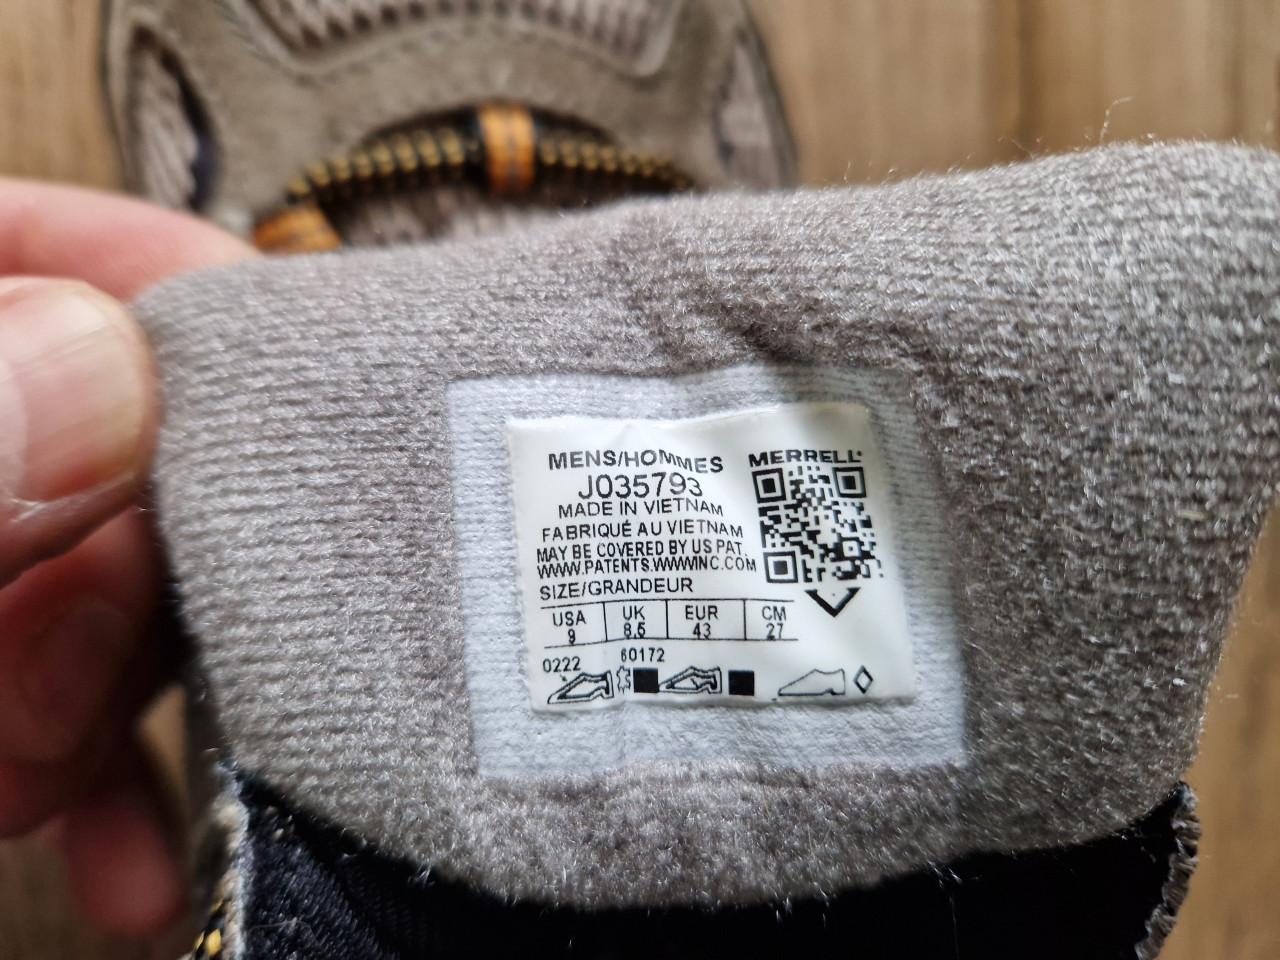 MENS/HOMMES
MERRELL
J035793
MADE IN VIETNAM
FABRIQUÉ AU VIETNAM
MAY BE COVERED BY US PAT.
WWW.PATENTS.WWWINC.COM
SIZE/GRANDEUR
USA UK EUR CM
9 8.5 43 27
0222 60172